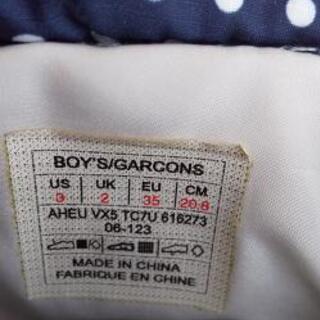 BOY'S/GARCONS
US UK EU CM
3 2 35 20.8
AHEU VX5 TC7U 616273
06-123
MADE IN CHINA
FABRIQUE EN CHINE